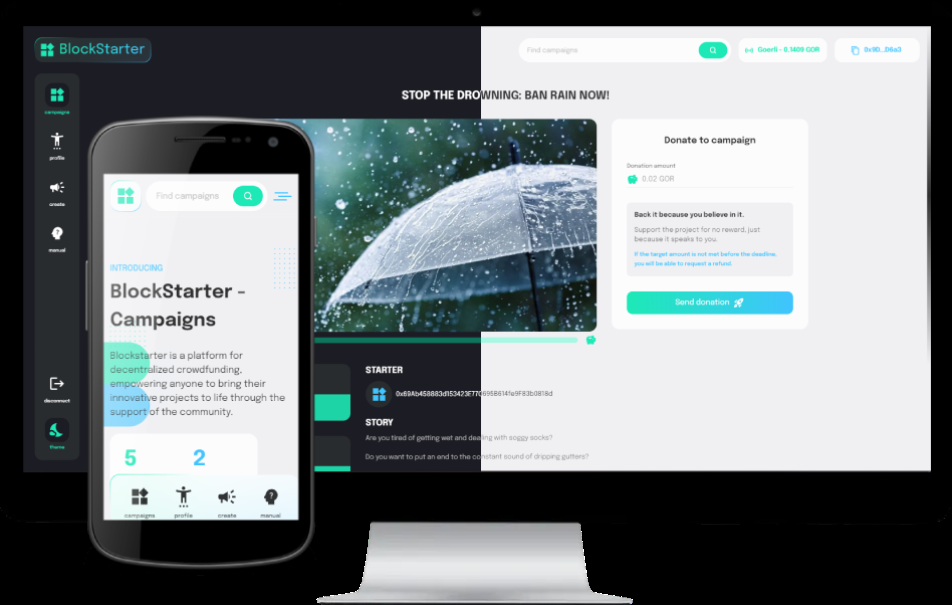 BlockStarter
Find campaigns
Goerli - 0.1409 GOR
0x9D...D6a3
campaigns
profile
create
manual
disconnect
theme
STOP THE DROWNING: BAN RAIN NOW!
Donate to campaign
Donation amount
0.02 GOR
Back it because you believe in it.
Support the project for no reward, just
because it speaks to you.
If the target amount is not met before the deadline,
you will be able to request a refund.
Send donation
STARTER
STORY
Are you tired of getting wet and dealing with soggy socks?
Do you want to put an end to the constant sound of dripping gutters?
Find campaigns
INTRODUCING
BlockStarter -
Campaigns
Blockstarter is a platform for
decentralized crowdfunding,
empowering anyone to bring their
innovative projects to life through the
support of the community.
5
2
campaigns
profile
create
manual